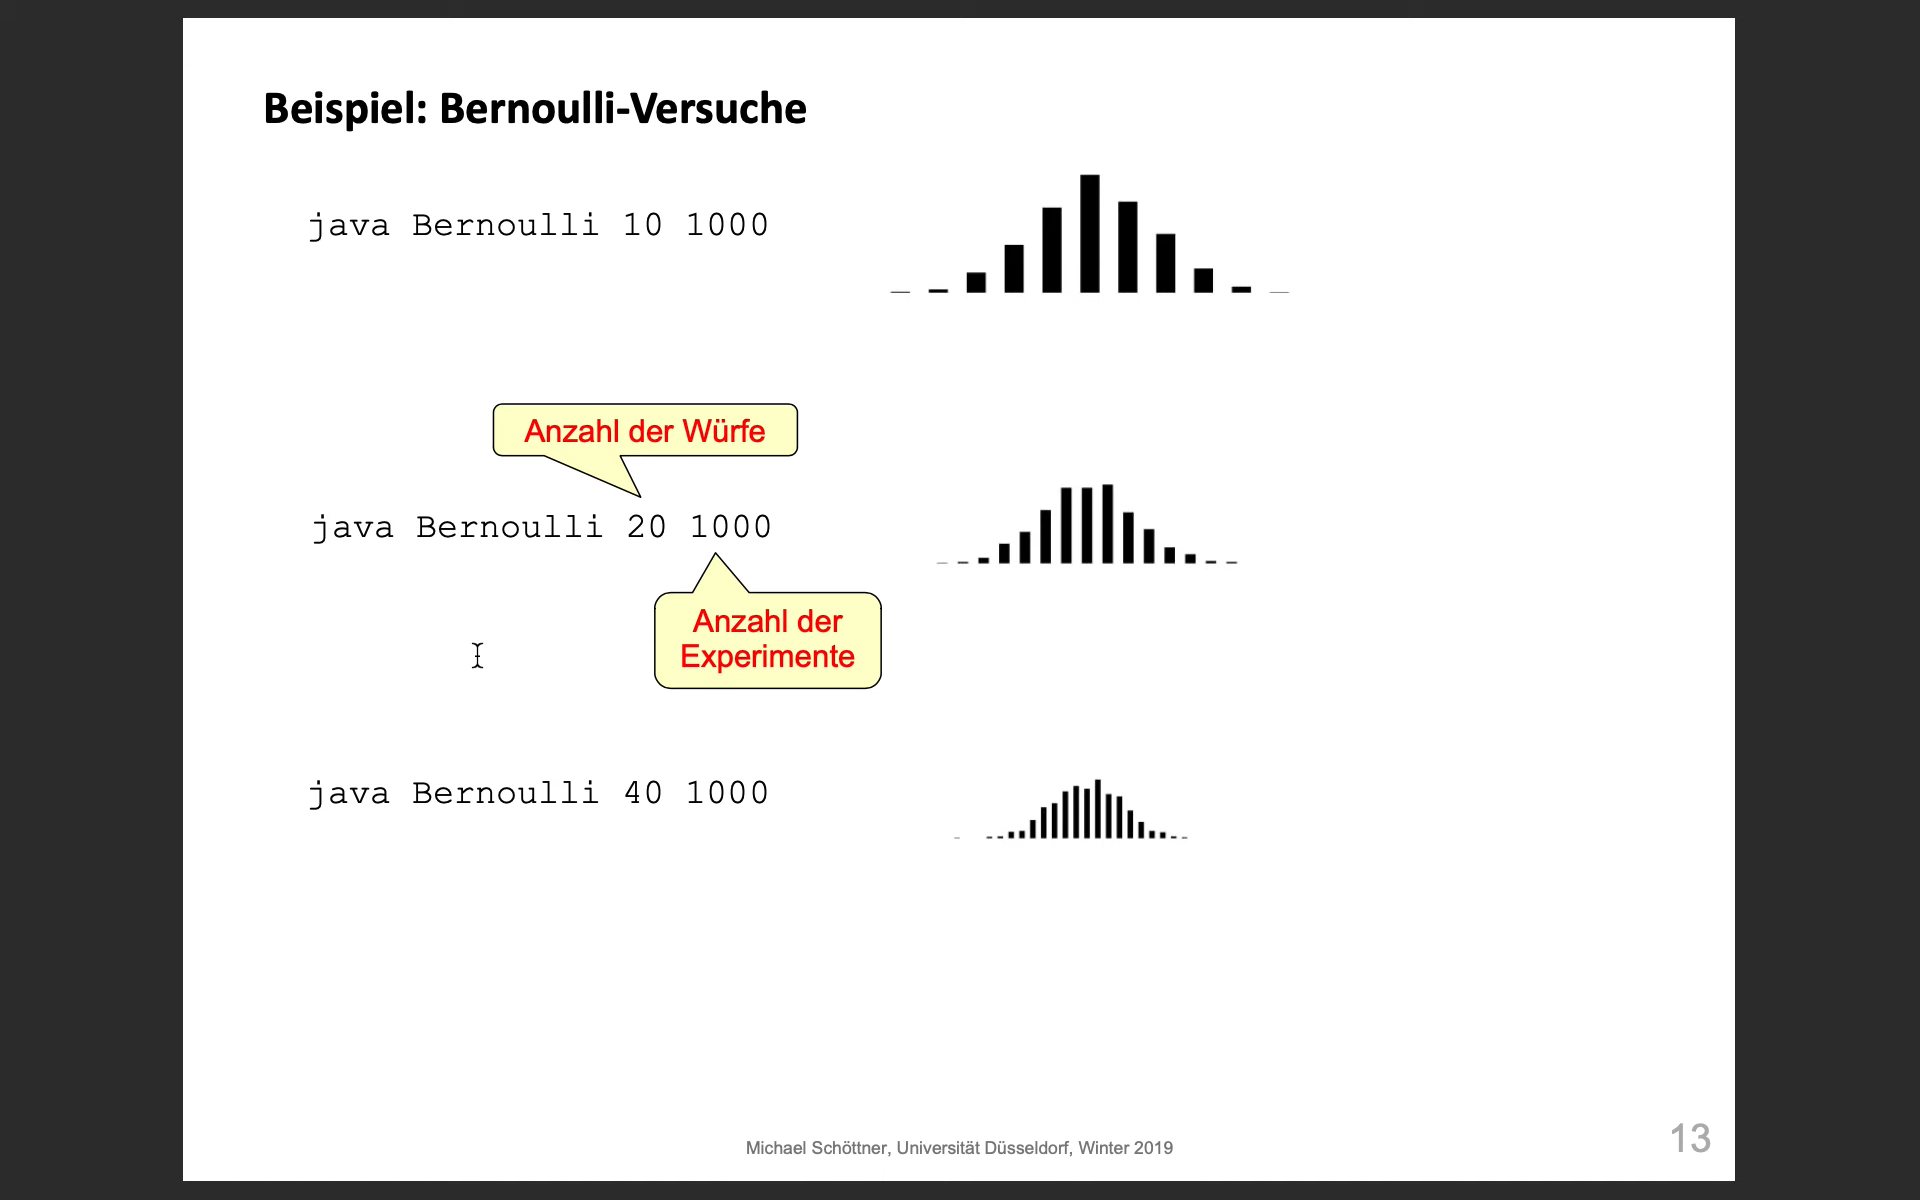 Beispiel: Bernoulli-Versuche
java Bernoulli 10 1000
Anzahl der Würfe
java Bernoulli 20 1000
Anzahl der
Experimente
java Bernoulli 40 1000
Michael Schöttner, Universität Düsseldorf, Winter 2019
13